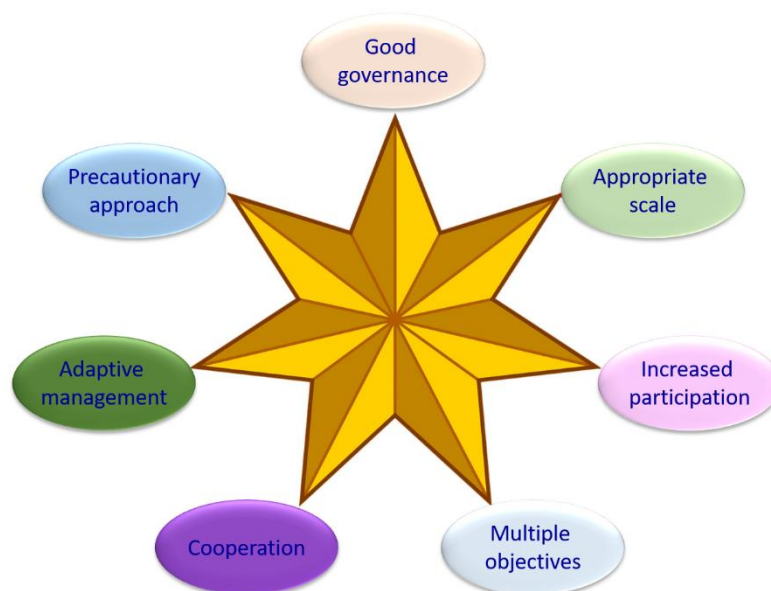 Good
governance
Appropriate
scale
Increased
participation
Multiple
objectives
Cooperation
Adaptive
management
Precautionary
approach